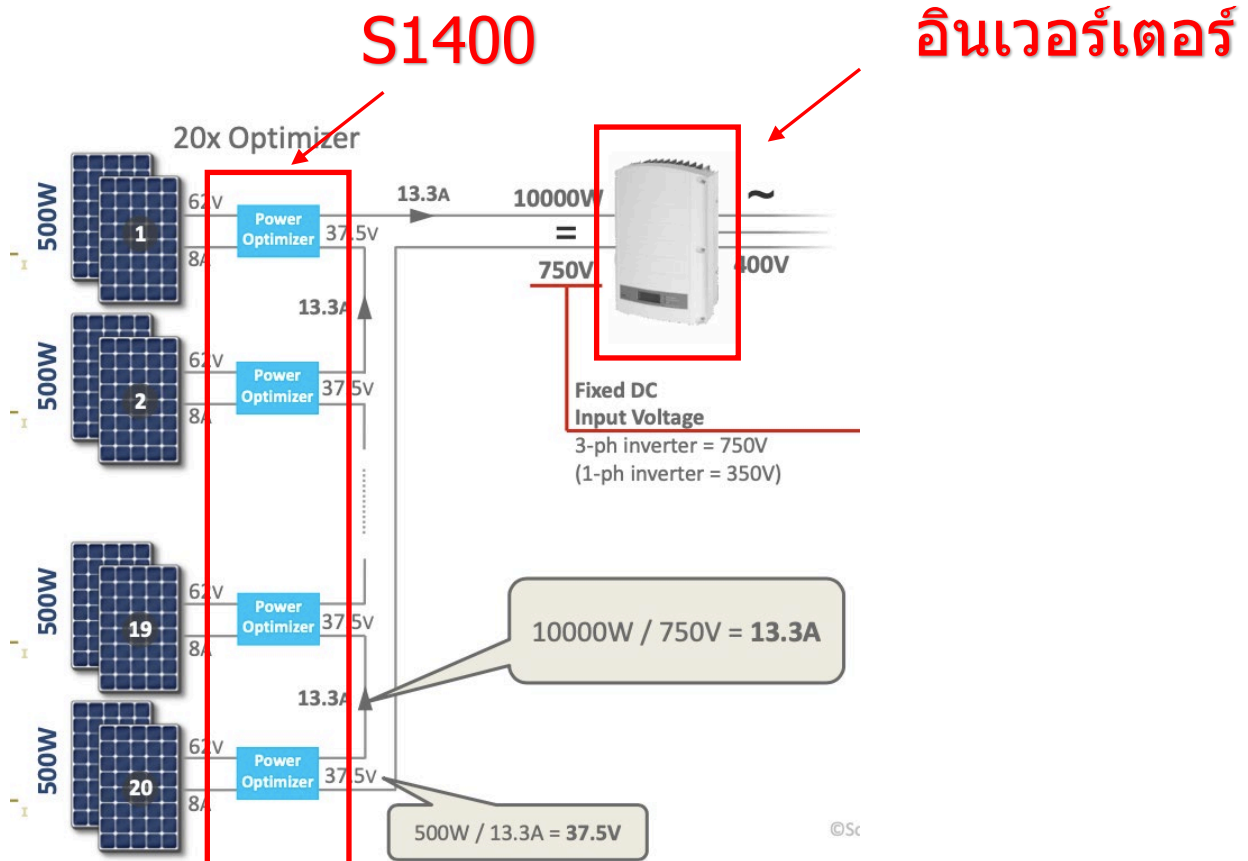 S1400
อินเวอร์เตอร์
20x Optimizer
500W
1
62V
8A
Power
Optimizer
37.5V
13.3A
10000W
=
750V
~
400V
13.3A
500W
2
62V
8A
Power
Optimizer
37.5V
Fixed DC
Input Voltage
3-ph inverter = 750V
(1-ph inverter = 350V)
500W
19
62V
8A
Power
Optimizer
37.5V
10000W / 750V = 13.3A
13.3A
500W
20
62V
8A
Power
Optimizer
37.5V
500W / 13.3A = 37.5V